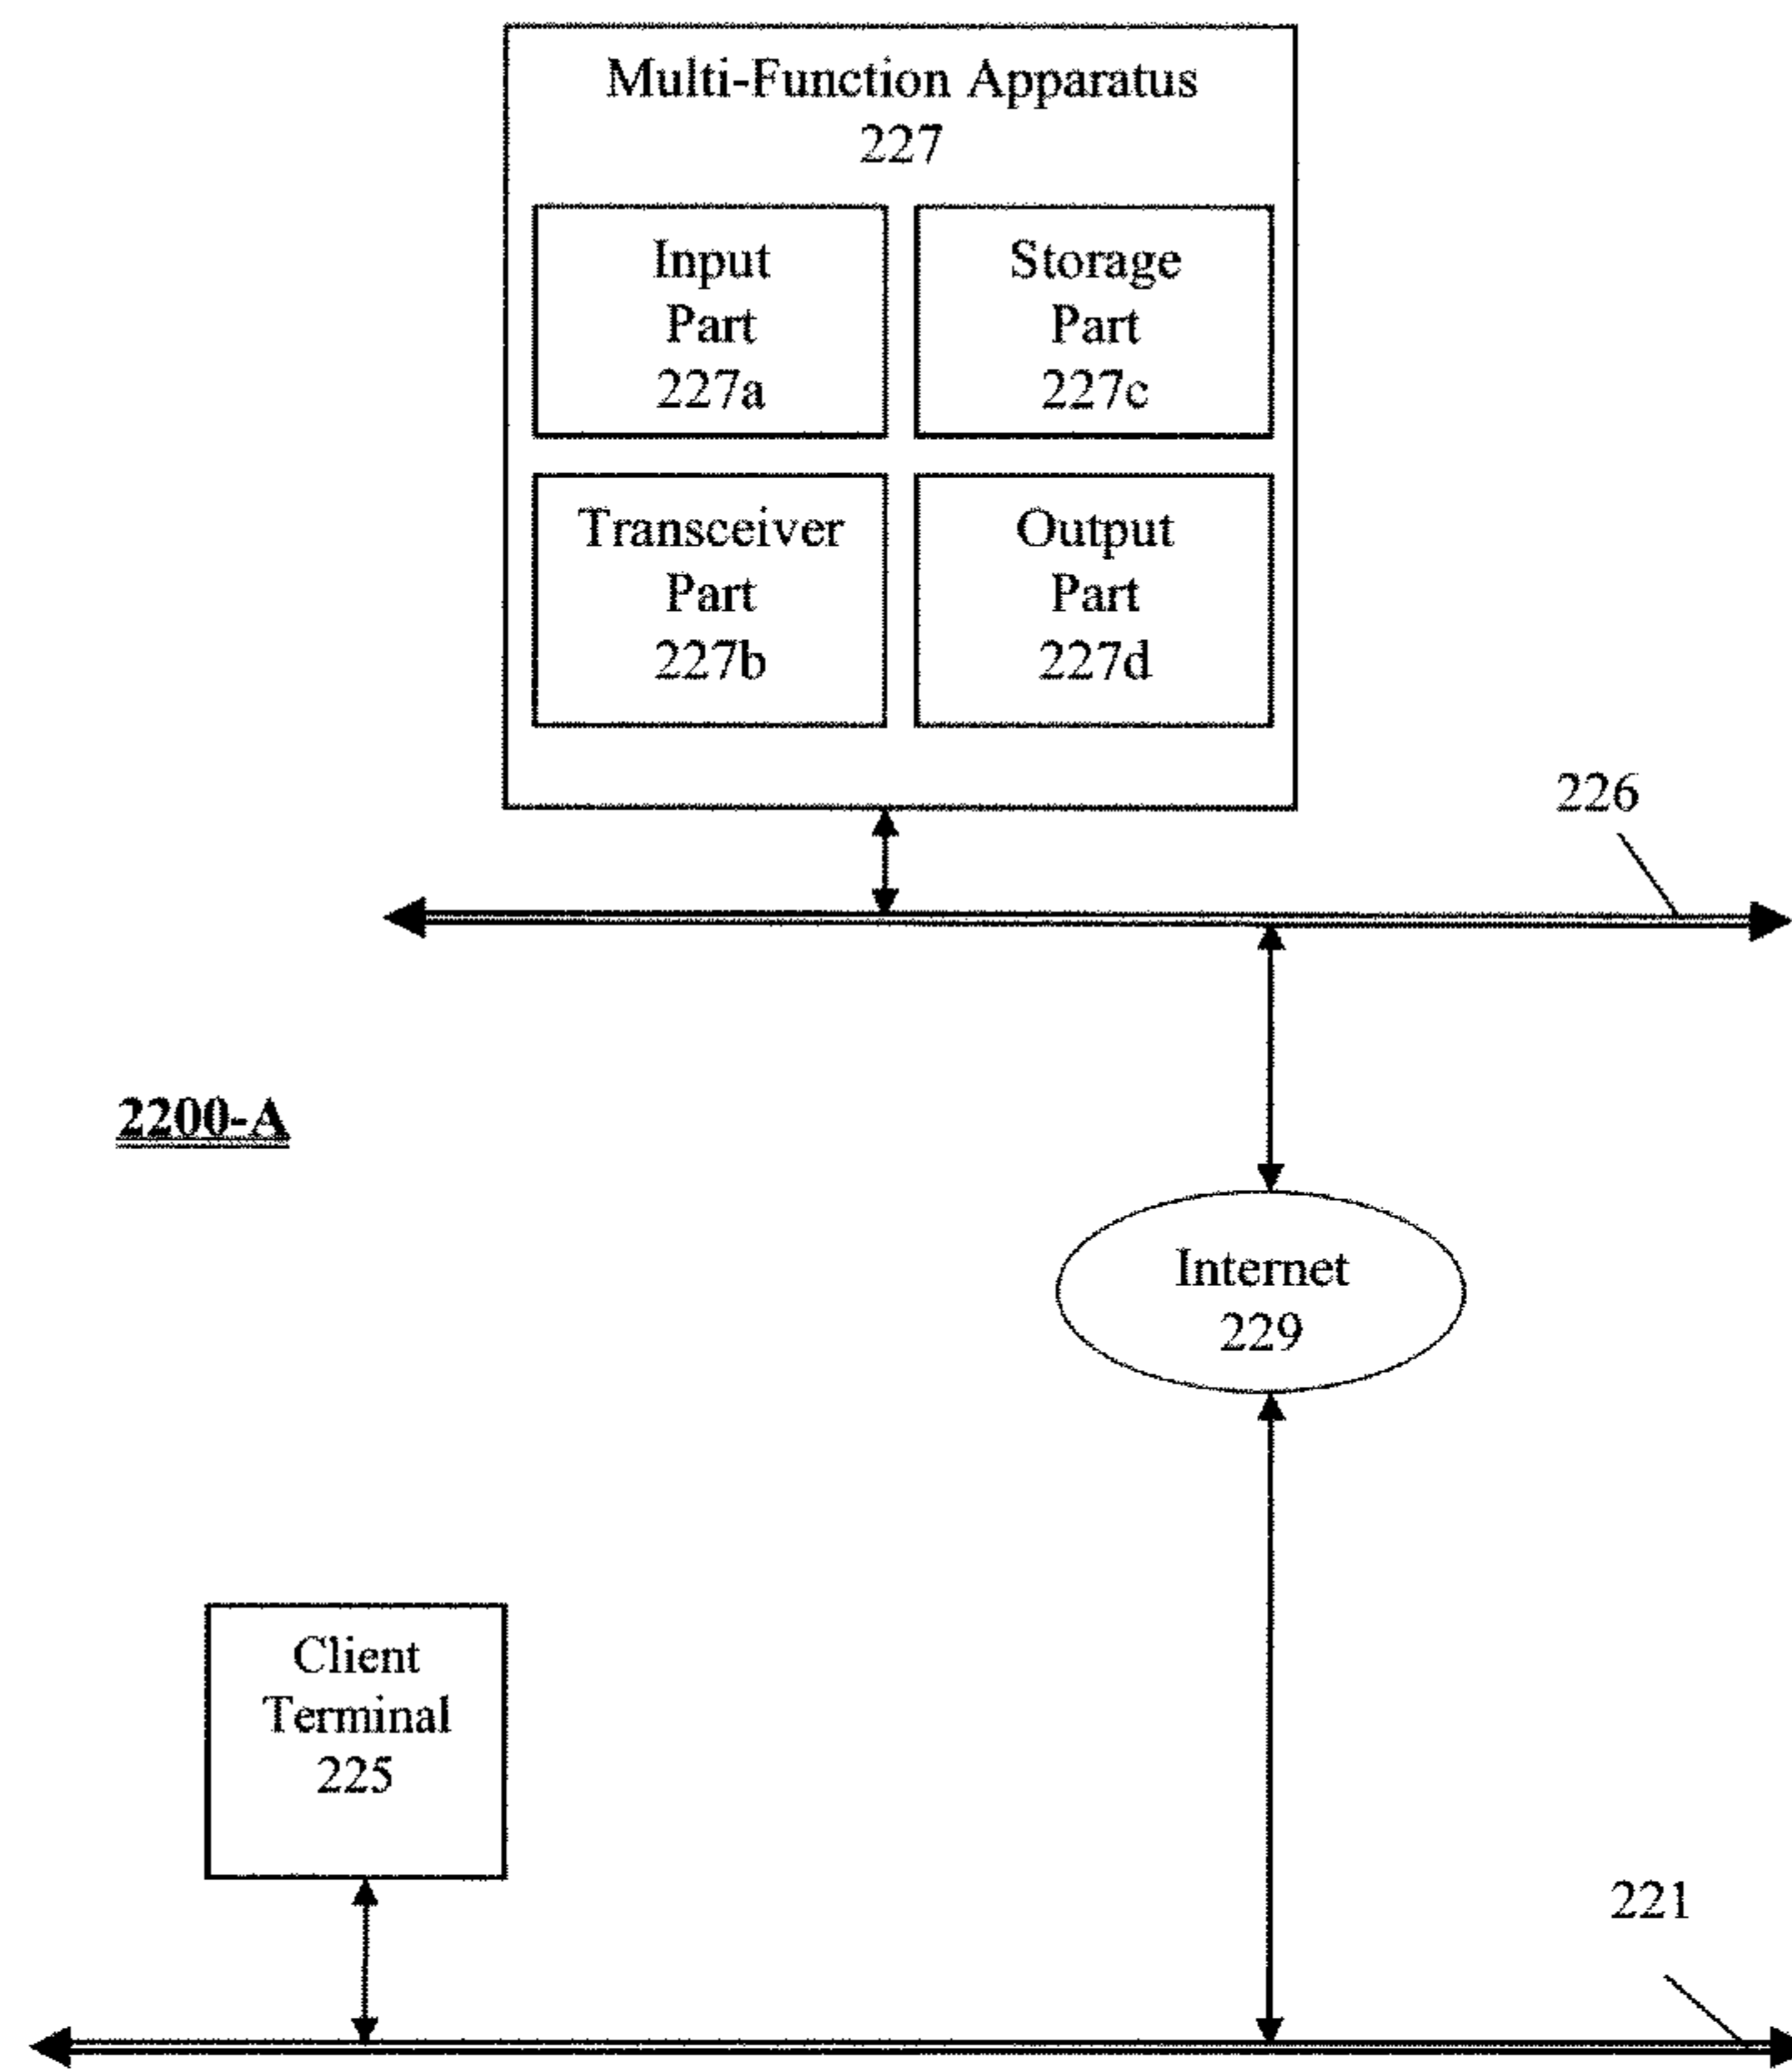 Multi-Function Apparatus
227
Input
Part
227a
Storage
Part
227c
Transceiver
Part
227b
Output
Part
227d
226
2200-A
Internet
229
Client
Terminal
225
221